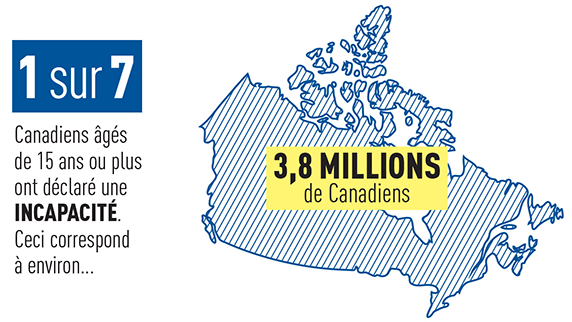 1 sur 7
Canadiens âgés
de 15 ans ou plus
ont déclaré une
INCAPACITÉ.
Ceci correspond
à environ...
3,8 MILLIONS
de Canadiens